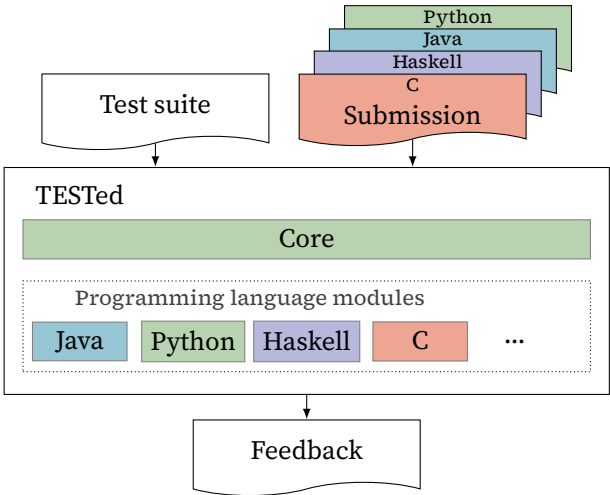 Python
Java
Haskell
C
Test suite
Submission
TESTed
Core
Programming language modules
Java Python Haskell C ...
Feedback